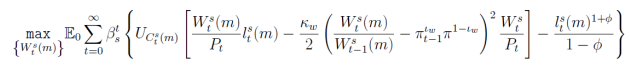 \max_{\{W_t^s(m)\}} \mathbb{E}_0 \sum_{t=0}^{\infty} \beta_s^t \left\{ U_{C_t^s(m)} \left[ \frac{W_t^s(m)}{P_t} l_t^s(m) - \frac{\kappa_w}{2} \left( \frac{W_t^s(m)}{W_{t-1}^s(m)} - \pi_{t-1}^{\iota_w} \pi^{1-\iota_w} \right)^2 \frac{W_t^s}{P_t} \right] - \frac{l_t^s(m)^{1+\phi}}{1-\phi} \right\}